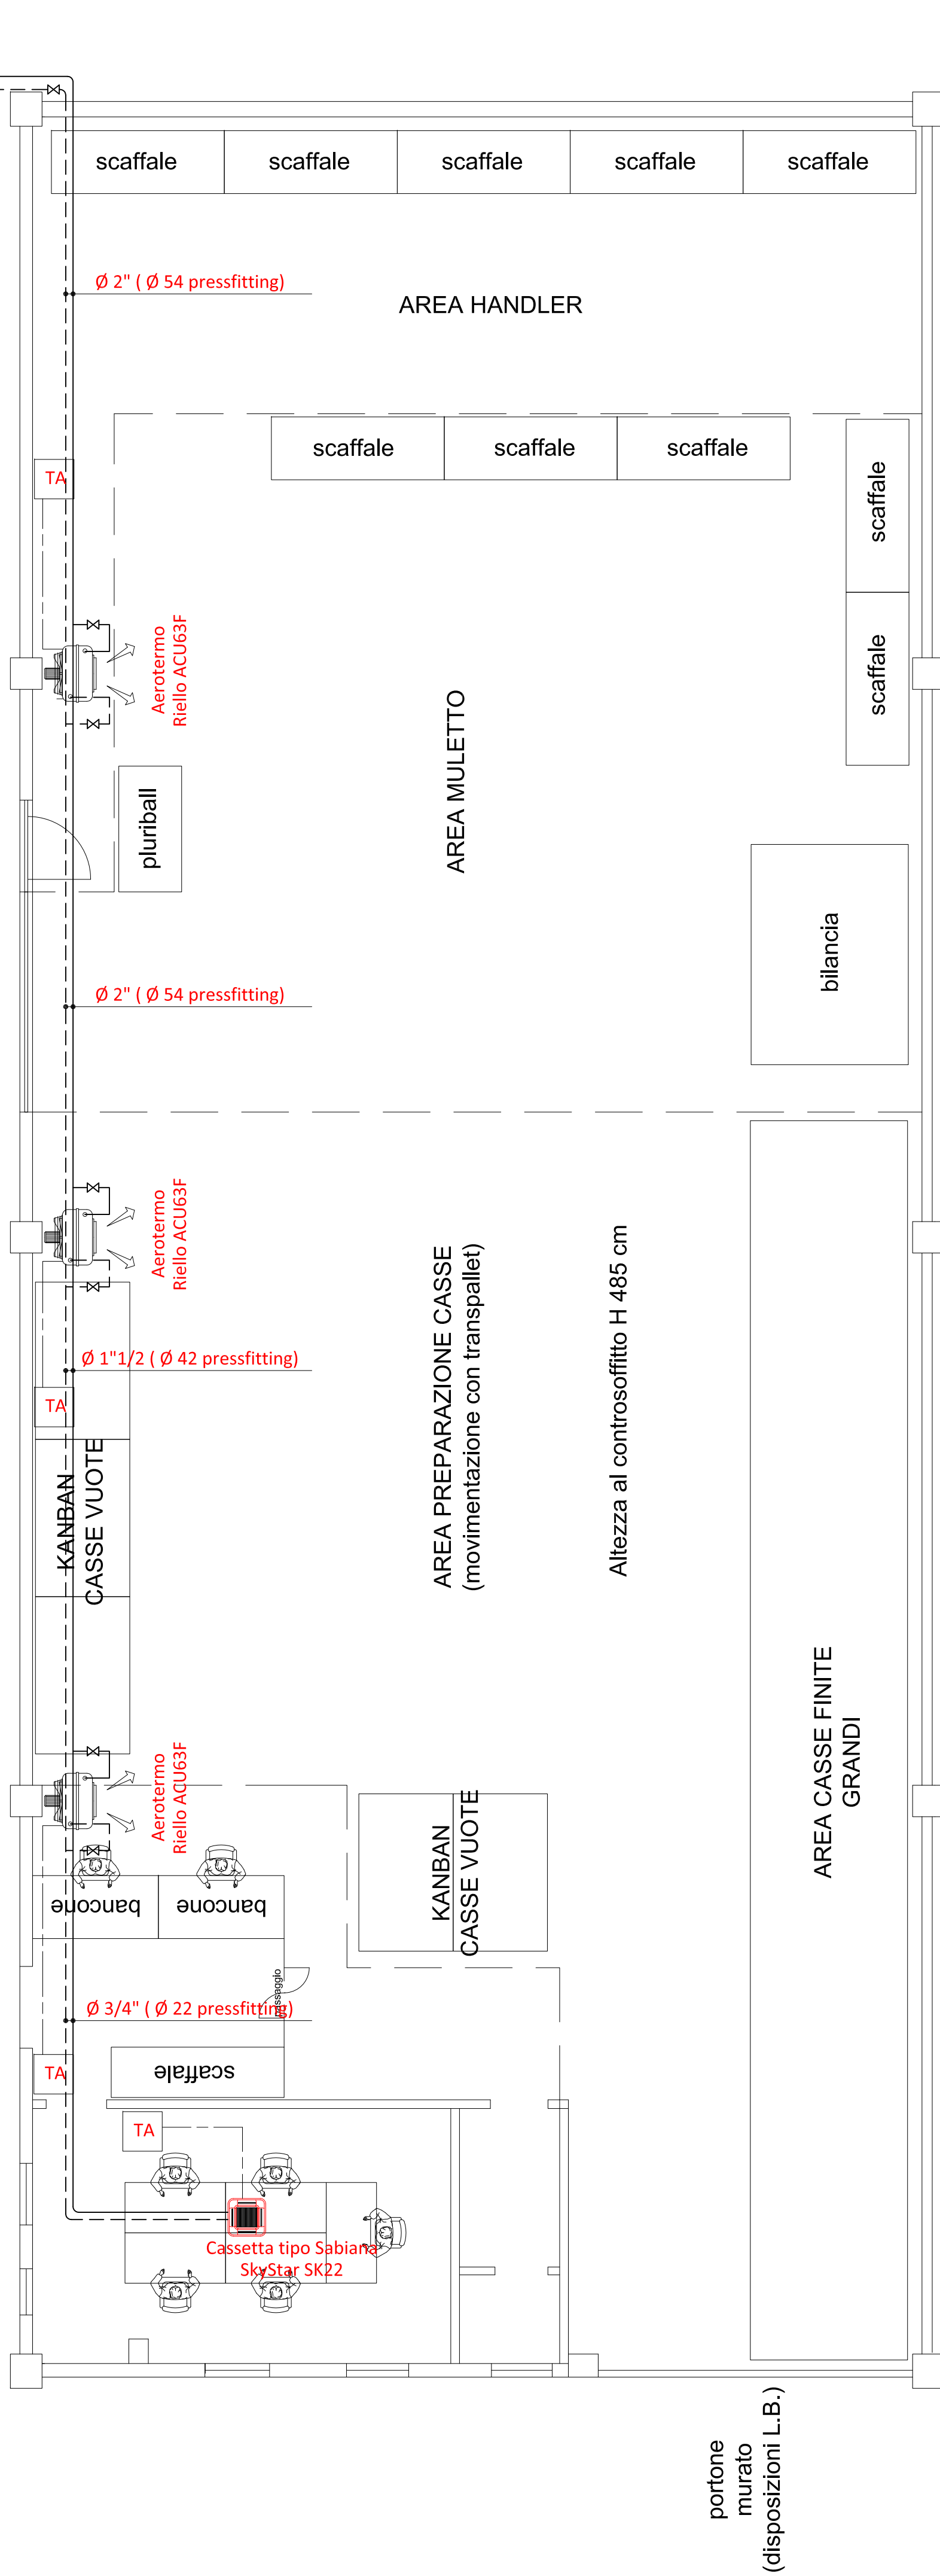 scaffale
scaffale
scaffale
scaffale
scaffale
Ø 2" ( Ø 54 pressfitting)
AREA HANDLER
scaffale
scaffale
scaffale
scaffale
TA
Aerotermo
Riello ACU63F
scaffale
AREA MULETTO
pluriball
bilancia
Ø 2" ( Ø 54 pressfitting)
Aerotermo
Riello ACU63F
AREA PREPARAZIONE CASSE
(movimentazione con transpallet)
Altezza al controsoffitto H 485 cm
Ø 1"1/2 ( Ø 42 pressfitting)
TA
KANBAN
CASSE VUOTE
AREA CASSE FINITE
GRANDI
Aerotermo
Riello ACU63F
KANBAN
CASSE VUOTE
bancone
bancone
passaggio
Ø 3/4" ( Ø 22 pressfitting)
scaffale
TA
TA
Cassetta tipo Sabiana
SkyStar SK22
portone
murato
(disposizioni L.B.)